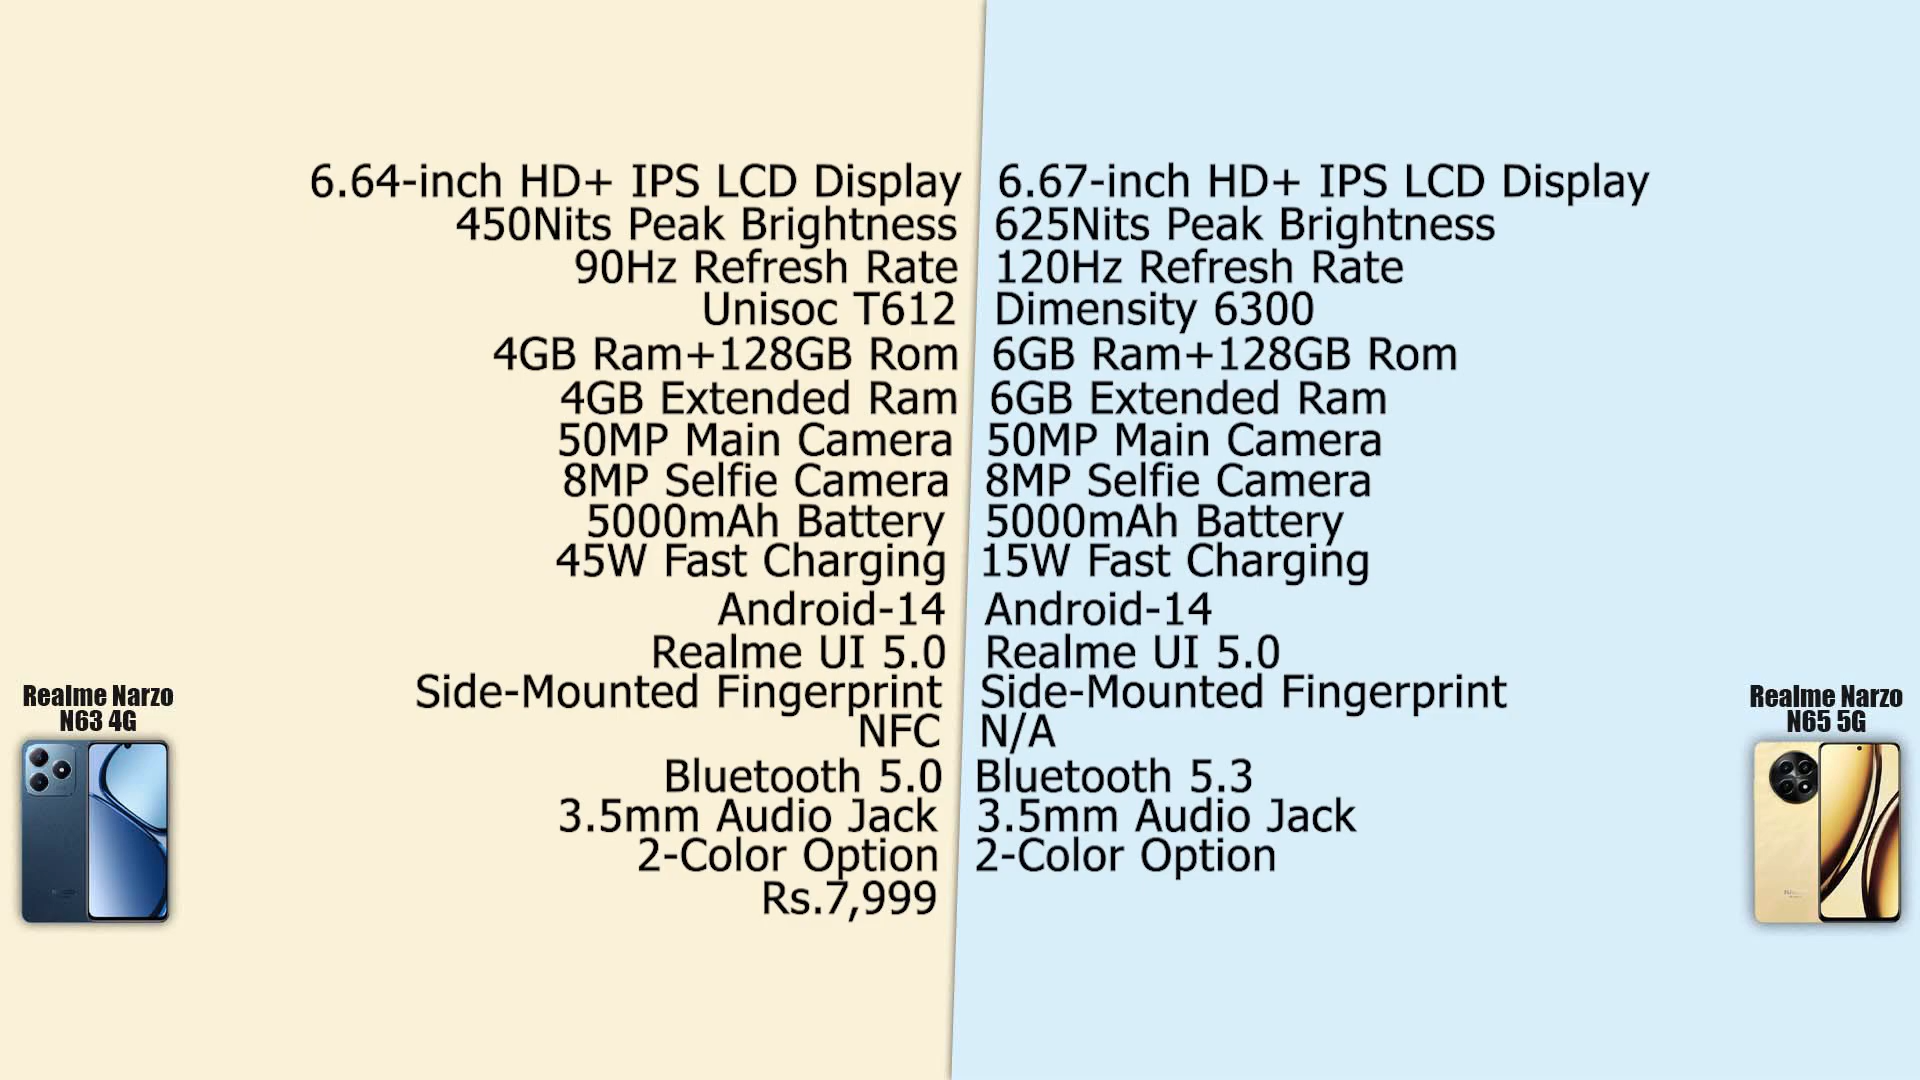 6.64-inch HD+ IPS LCD Display
450Nits Peak Brightness
90Hz Refresh Rate
Unisoc T612
4GB Ram+128GB Rom
4GB Extended Ram
50MP Main Camera
8MP Selfie Camera
5000mAh Battery
45W Fast Charging
Android-14
Realme UI 5.0
Side-Mounted Fingerprint
NFC
Bluetooth 5.0
3.5mm Audio Jack
2-Color Option
Rs.7,999
6.67-inch HD+ IPS LCD Display
625Nits Peak Brightness
120Hz Refresh Rate
Dimensity 6300
6GB Ram+128GB Rom
6GB Extended Ram
50MP Main Camera
8MP Selfie Camera
5000mAh Battery
15W Fast Charging
Android-14
Realme UI 5.0
Side-Mounted Fingerprint
N/A
Bluetooth 5.3
3.5mm Audio Jack
2-Color Option
Realme Narzo
N63 4G
Realme Narzo
N65 5G